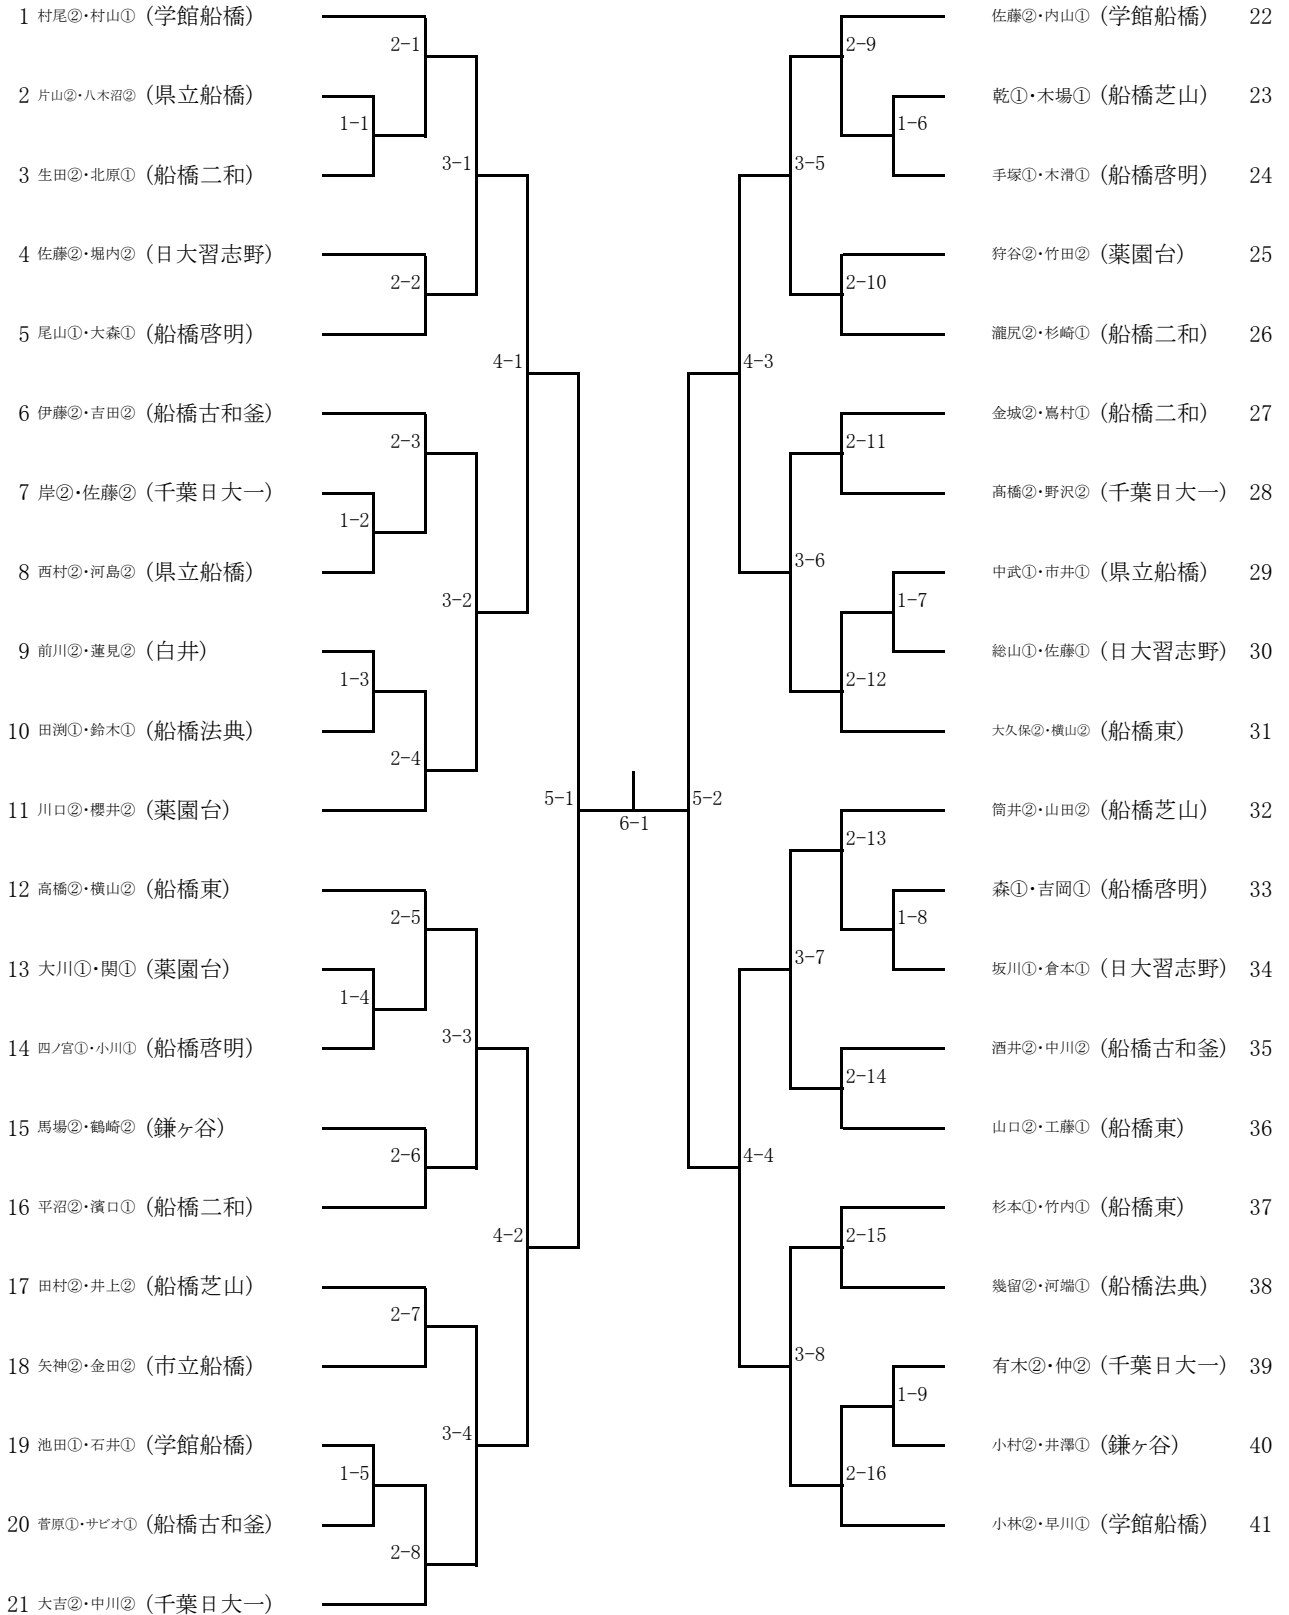 1 村尾②・村山① (学館船橋)
2 片山②・八木沼② (県立船橋)
3 生田②・北原① (船橋二和)
4 佐藤②・堀内② (日大習志野)
5 尾山①・大森① (船橋啓明)
6 伊藤②・吉田② (船橋古和釜)
7 岸②・佐藤② (千葉日大一)
8 西村②・河島② (県立船橋)
9 前川②・蓮見② (白井)
10 田渕①・鈴木① (船橋法典)
11 川口②・櫻井② (薬園台)
12 高橋②・横山② (船橋東)
13 大川①・関① (薬園台)
14 四ノ宮①・小川① (船橋啓明)
15 馬場②・鶴崎② (鎌ヶ谷)
16 平沼②・濱口① (船橋二和)
17 田村②・井上② (船橋芝山)
18 矢神②・金田② (市立船橋)
19 池田①・石井① (学館船橋)
20 菅原①・サビオ① (船橋古和釜)
21 大吉②・中川② (千葉日大一)
1-1
1-2
1-3
1-4
1-5
2-1
2-2
2-3
2-4
2-5
2-6
2-7
2-8
3-1
3-2
3-3
3-4
4-1
4-2
5-1
6-1
5-2
4-3
4-4
3-5
3-6
3-7
3-8
2-9
2-10
2-11
2-12
2-13
2-14
2-15
2-16
1-6
1-7
1-8
1-9
佐藤②・内山① (学館船橋) 22
乾①・木場① (船橋芝山) 23
手塚①・木滑① (船橋啓明) 24
狩谷②・竹田② (薬園台) 25
瀧尻②・杉崎① (船橋二和) 26
金城②・嶌村① (船橋二和) 27
髙橋②・野沢② (千葉日大一) 28
中武①・市井① (県立船橋) 29
総山①・佐藤① (日大習志野) 30
大久保②・横山② (船橋東) 31
筒井②・山田② (船橋芝山) 32
森①・吉岡① (船橋啓明) 33
坂川①・倉本① (日大習志野) 34
酒井②・中川② (船橋古和釜) 35
山口②・工藤① (船橋東) 36
杉本①・竹内① (船橋東) 37
幾留②・河端① (船橋法典) 38
有木②・仲② (千葉日大一) 39
小村②・井澤① (鎌ヶ谷) 40
小林②・早川① (学館船橋) 41